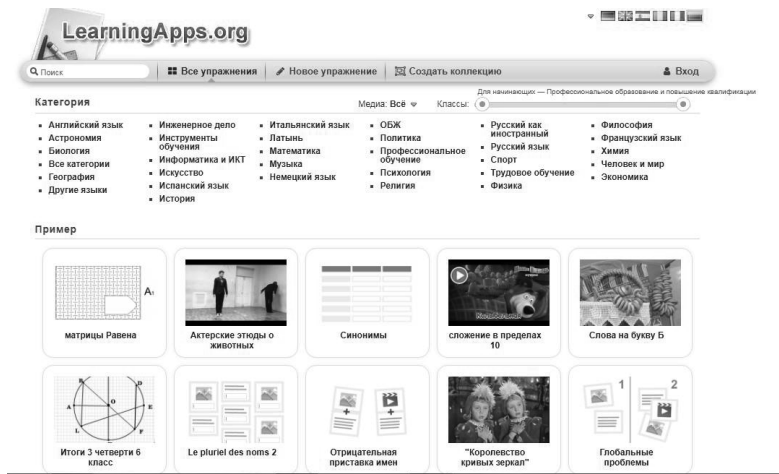 LearningApps.org
Поиск
Все упражнения
Новое упражнение
Создать коллекцию
Вход
Категория
Медиа: Всё
Классы:
Для начинающих — Профессиональное образование и повышение квалификации
Английский язык
Астрономия
Биология
Все категории
География
Другие языки
Инженерное дело
Инструменты
обучения
Информатика и ИКТ
Искусство
Испанский язык
История
Итальянский язык
Латынь
Математика
Музыка
Немецкий язык
ОБЖ
Политика
Профессиональное
обучение
Психология
Религия
Русский как
иностранный
Русский язык
Спорт
Трудовое обучение
Физика
Философия
Французский язык
Химия
Человек и мир
Экономика
Пример
A₁
матрицы Равена
Актерские этюды о
животных
Синонимы
Колыбельная
сложение в пределах
10
Слова на букву Б
A
O
E
L
F
D
Итоги 3 четверти 6
класс
Le pluriel des noms 2
Отрицательная
приставка имен
"Королевство
кривых зеркал"
1
2
Глобальные
проблемы